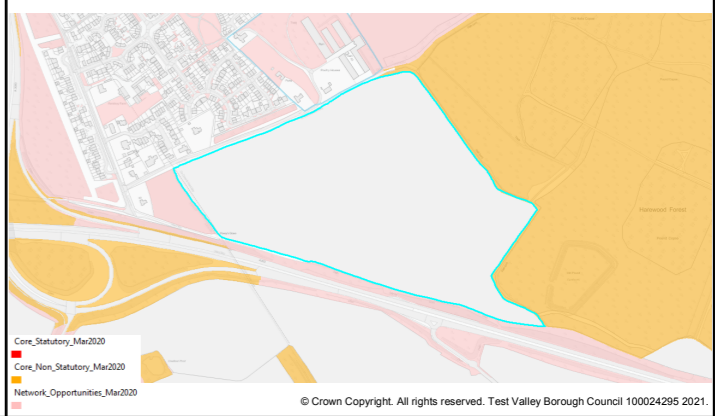 Harewood Forest
Core_Statutory_Mar2020
Core_Non_Statutory_Mar2020
Network_Opportunities_Mar2020
© Crown Copyright. All rights reserved. Test Valley Borough Council 100024295 2021.